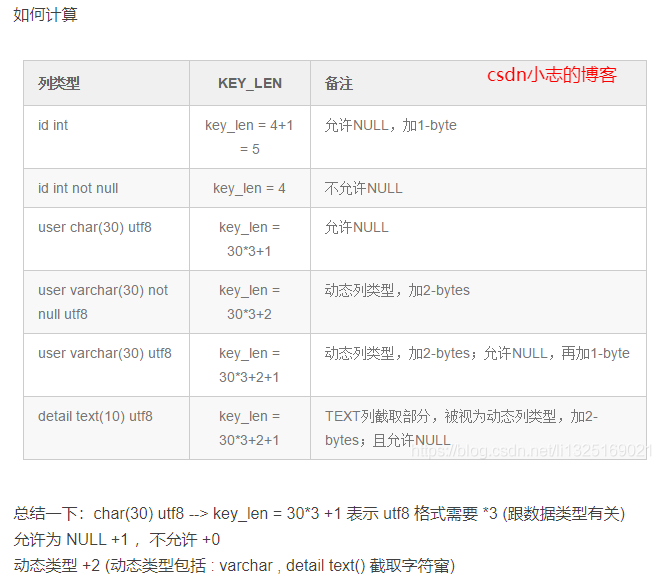 如何计算
csdn小志的博客
列类型 KEY_LEN 备注
id int key_len = 4+1 允许NULL，加1-byte
= 5
id int not null key_len = 4 不允许NULL
user char(30) utf8 key_len = 允许NULL
30*3+1
user varchar(30) not key_len = 动态列类型，加2-bytes
null utf8 30*3+2
user varchar(30) utf8 key_len = 动态列类型，加2-bytes；允许NULL，再加1-byte
30*3+2+1
detail text(10) utf8 key_len = TEXT列截取部分，被视为动态列类型，加2-
30*3+2+1 bytes；且允许NULL
https://blog.csdn.net/li1325169021
总结一下：char(30) utf8 --> key_len = 30*3 +1 表示 utf8 格式需要 *3 (跟数据类型有关)
允许为 NULL +1 ，不允许 +0
动态类型 +2 (动态类型包括 : varchar , detail text() 截取字符窜)